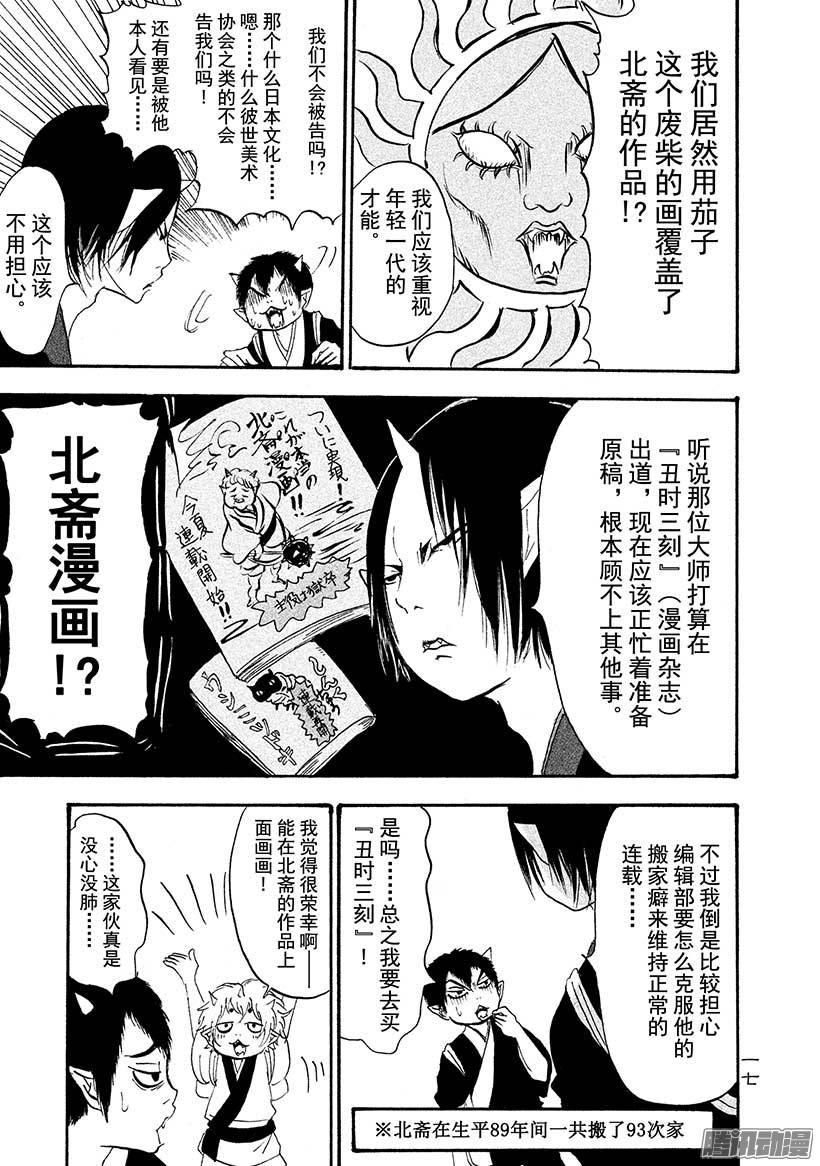 我们居然用茄子
这个废柴的画覆盖了
北斋的作品!?
我们应该重视
年轻一代的
才能。
我们不会
被告吗!?
那个什么日本文化……
嗯……什么彼世美术
协会之类的不会
告我们吗!
还有要是被他
本人看见……
这个应该
不用担心。
听说那位大师打算在
『丑时三刻』(漫画杂志)
出道，现在应该正忙着准备
原稿，根本顾不上其他事。
ついに出現!
これが本当の
北斎漫画!!
今夏
連載開始!!
ウシミツジャーナル
北斋漫画!?
不过我倒是比较担心
编辑部要怎么克服他的
搬家癖来维持正常的
连载……
是吗……总之我要去买
『丑时三刻』!
※北斋在生平89年间一共搬了93次家
我觉得很荣幸啊——
能在北斋的作品上
面画画!
……这家伙真是
没心没肺……
一七
腾讯动漫